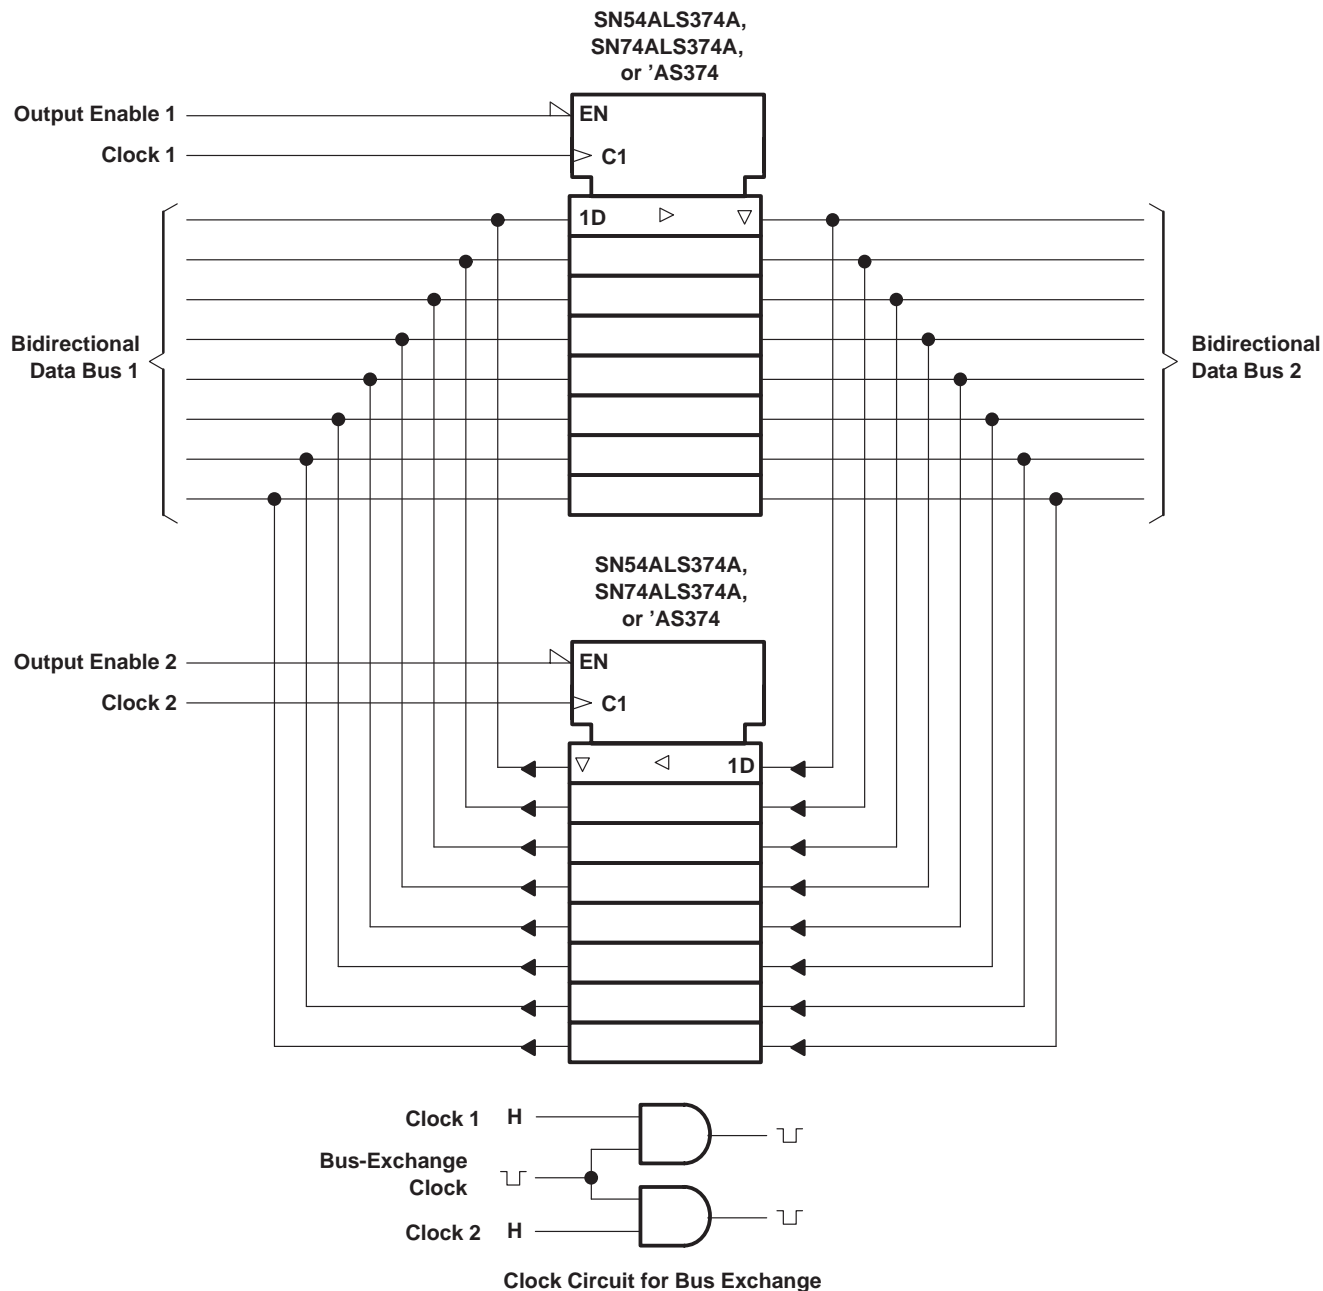 SN54ALS374A,
SN74ALS374A,
or ’AS374
Output Enable 1
EN
Clock 1
C1
1D
Bidirectional
Data Bus 1
Bidirectional
Data Bus 2
SN54ALS374A,
SN74ALS374A,
or ’AS374
Output Enable 2
EN
Clock 2
C1
1D
Clock 1 H
Bus-Exchange
Clock
Clock 2 H
Clock Circuit for Bus Exchange